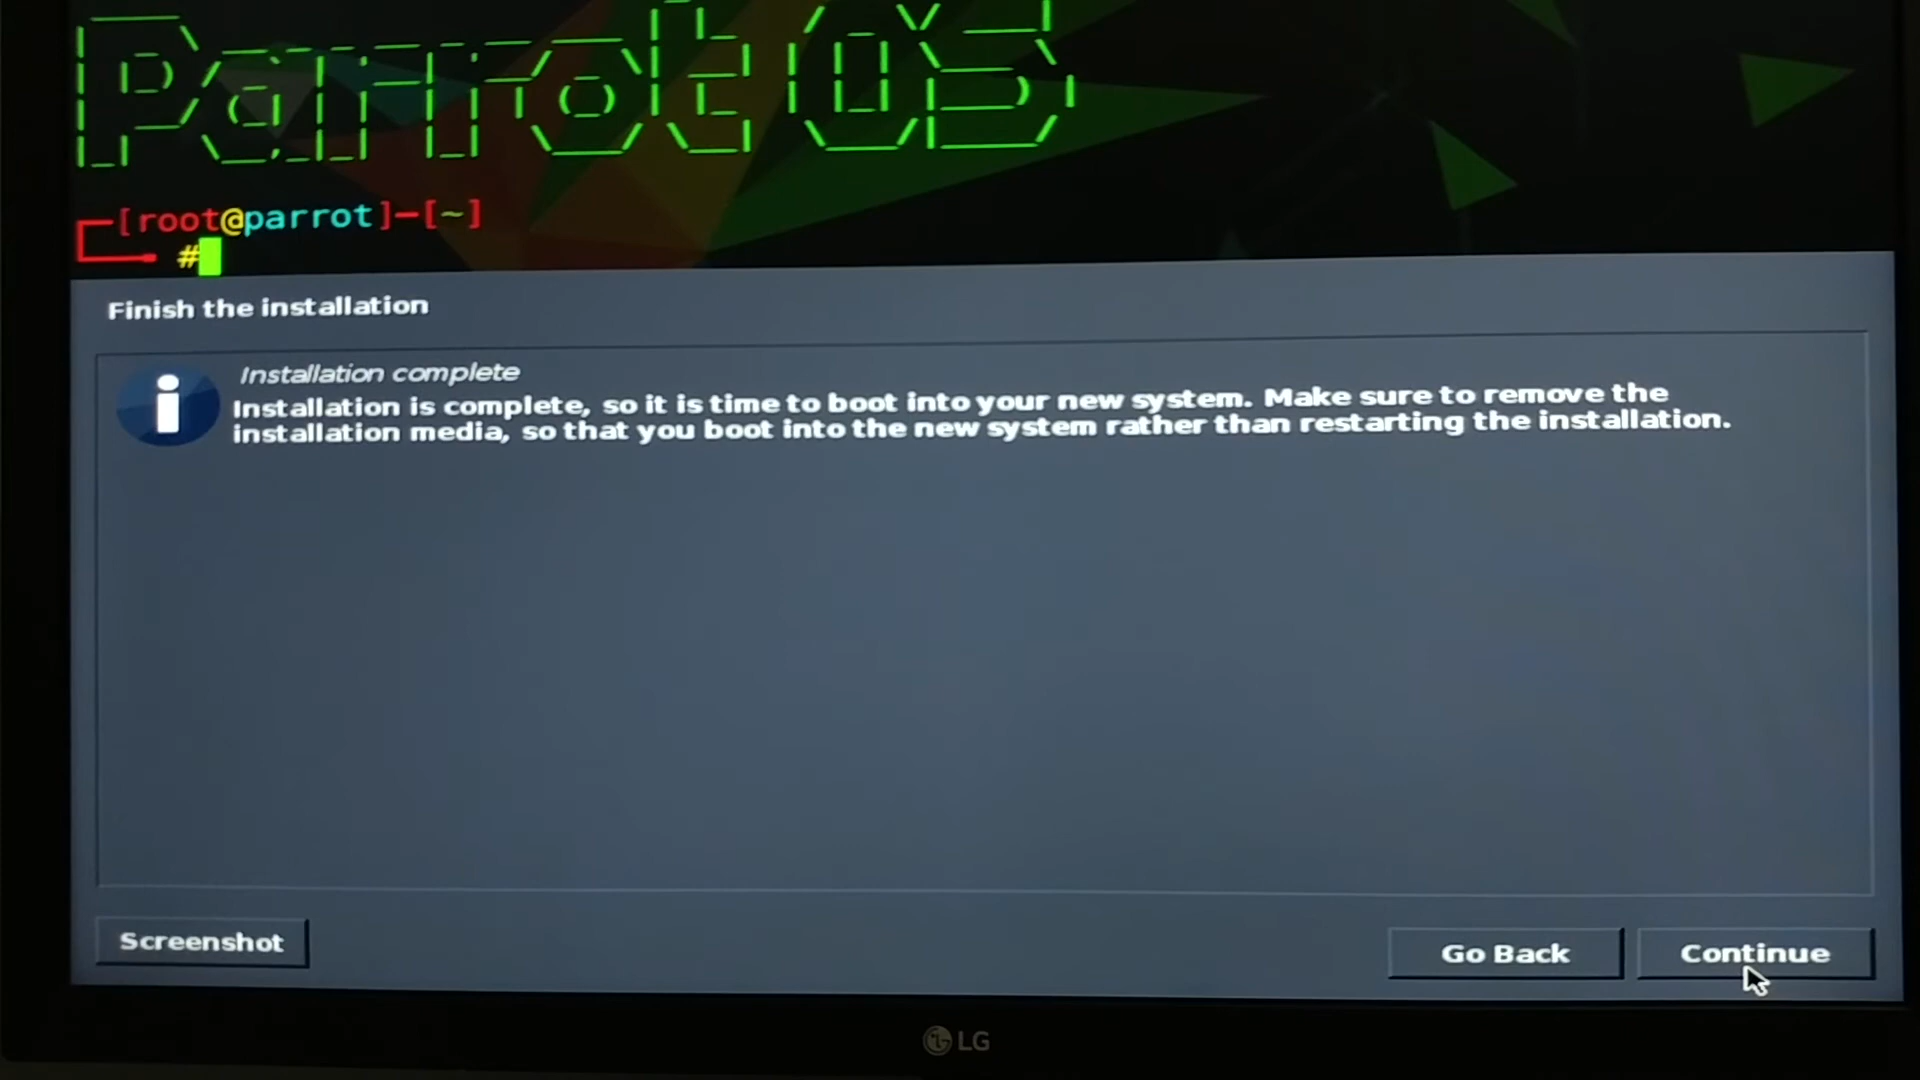 Parrot OS
[root@parrot]─[~]
#
Finish the installation
Installation complete
Installation is complete, so it is time to boot into your new system. Make sure to remove the
installation media, so that you boot into the new system rather than restarting the installation.
Screenshot
Go Back
Continue
LG